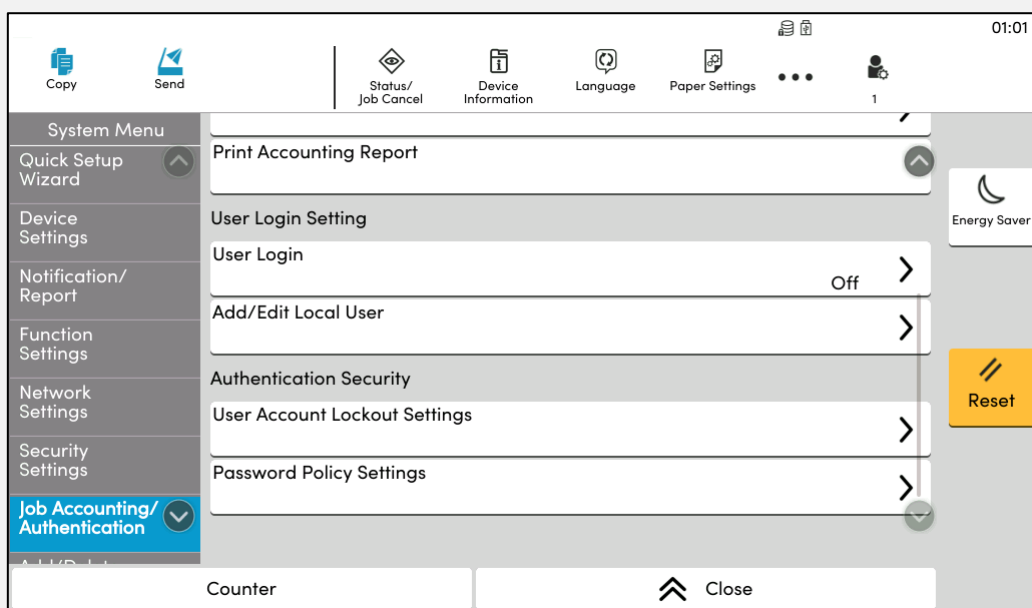 01:01
Copy
Send
Status/
Job Cancel
Device
Information
Language
Paper Settings
1
System Menu
Quick Setup
Wizard
Device
Settings
Notification/
Report
Function
Settings
Network
Settings
Security
Settings
Job Accounting/
Authentication
Print Accounting Report
User Login Setting
User Login
Off
Add/Edit Local User
Authentication Security
User Account Lockout Settings
Password Policy Settings
Energy Saver
Reset
Counter
Close